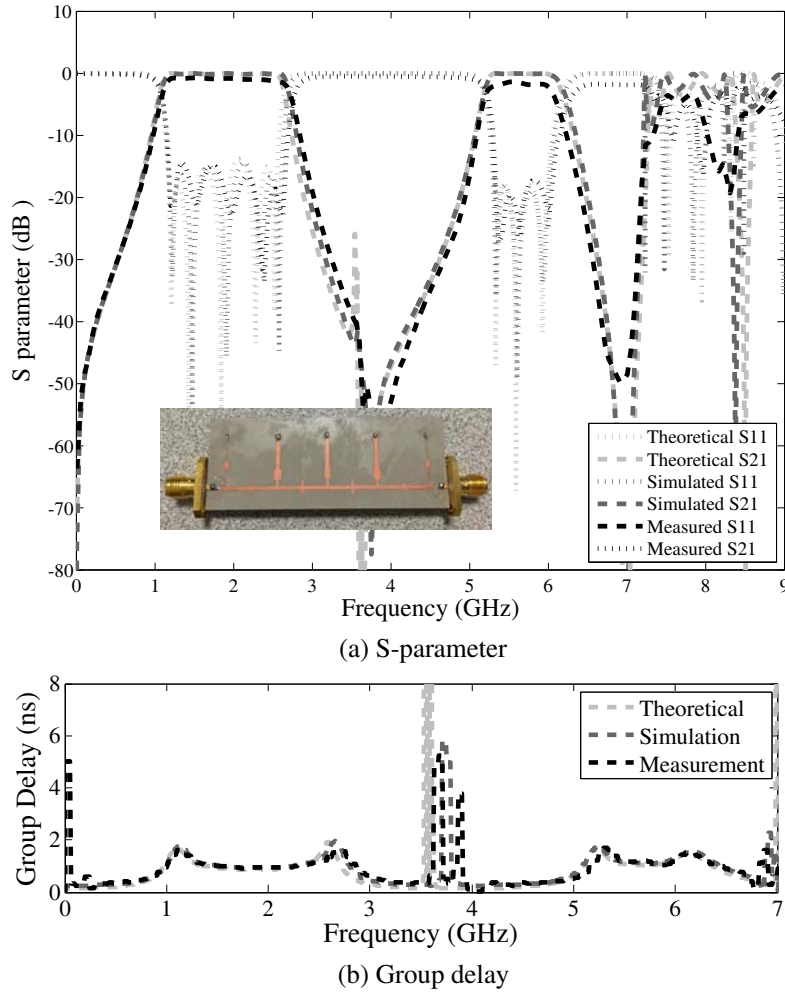 10
0
-10
-20
-30
-40
-50
-60
-70
-80
S parameter (dB)
Theoretical S11
Theoretical S21
Simulated S11
Simulated S21
Measured S11
Measured S21
0 1 2 3 4 5 6 7 8 9
Frequency (GHz)
(a) S-parameter
8
6
4
2
0
Group Delay (ns)
Theoretical
Simulation
Measurement
0 1 2 3 4 5 6 7
Frequency (GHz)
(b) Group delay